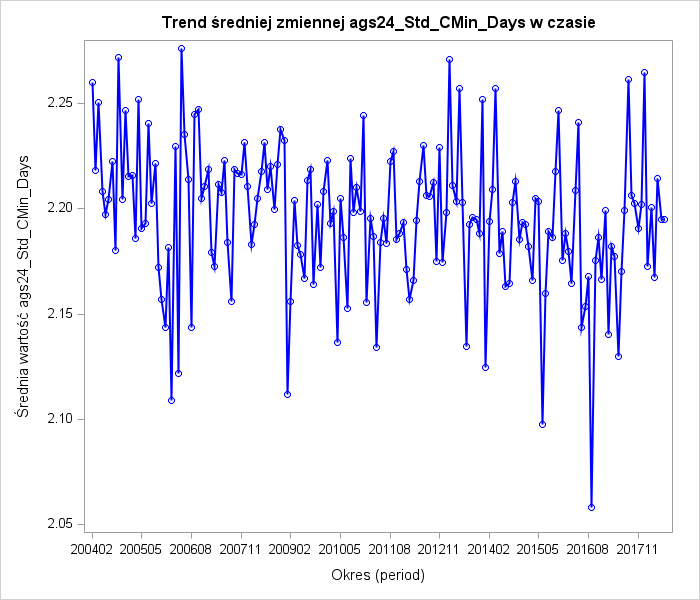 Trend średniej zmiennej ags24_Std_CMin_Days w czasie
Średnia wartość ags24_Std_CMin_Days
2.25
2.20
2.15
2.10
2.05
200402 200505 200608 200711 200902 201005 201108 201211 201402 201505 201608 201711
Okres (period)